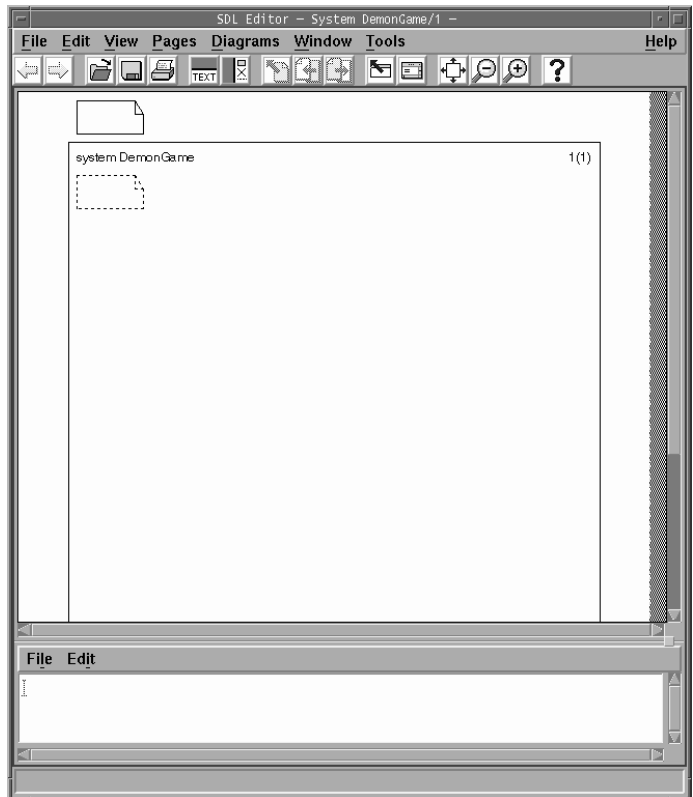 SDL Editor – System DemonGame/1 –
File Edit View Pages Diagrams Window Tools Help
TEXT ?
system DemonGame 1(1)
File Edit